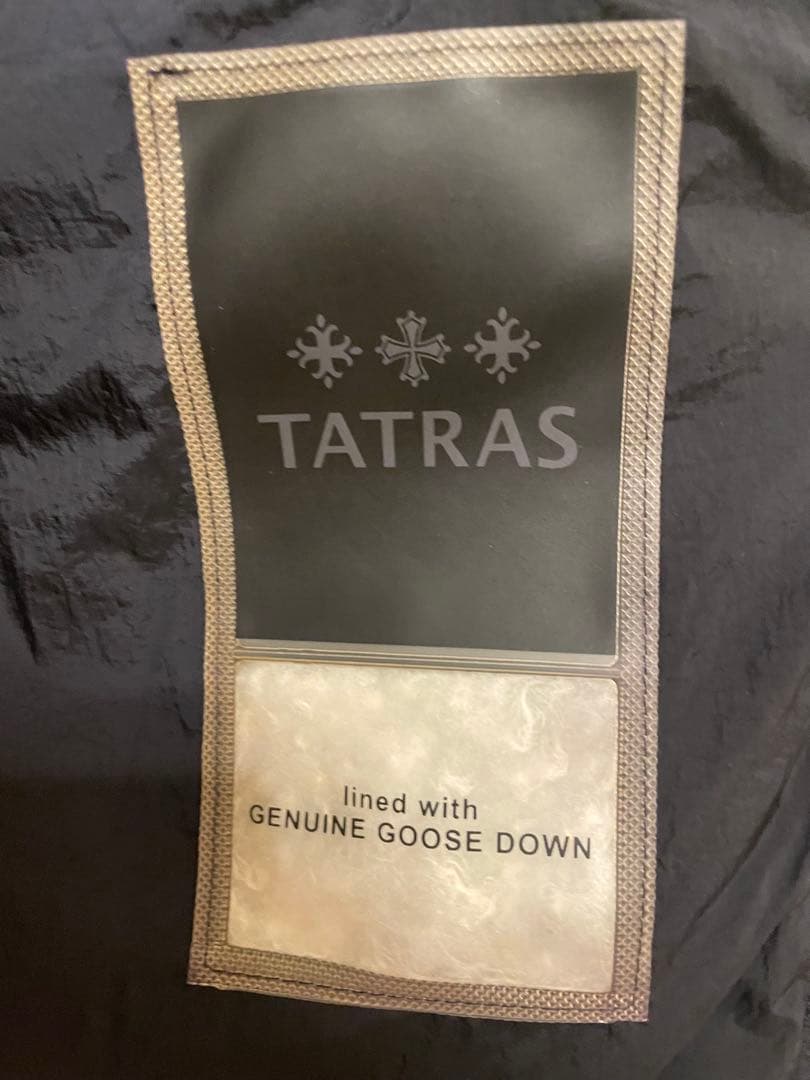 TATRAS
lined with
GENUINE GOOSE DOWN